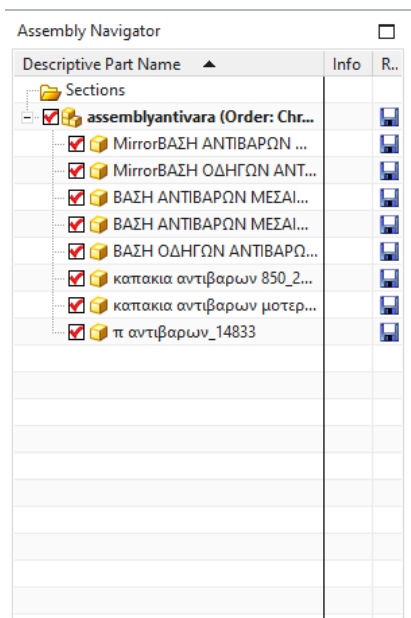 Assembly Navigator
Descriptive Part Name Info R..
Sections
assemblyantivara (Order: Chr...
MirrorΒΑΣΗ ΑΝΤΙΒΑΡΩΝ ...
MirrorΒΑΣΗ ΟΔΗΓΩΝ ΑΝΤ...
ΒΑΣΗ ΑΝΤΙΒΑΡΩΝ ΜΕΣΑΙ...
ΒΑΣΗ ΑΝΤΙΒΑΡΩΝ ΜΕΣΑΙ...
ΒΑΣΗ ΟΔΗΓΩΝ ΑΝΤΙΒΑΡΩ...
καπακια αντιβαρων 850_2...
καπακια αντιβαρων μοτερ...
π αντιβαρων_14833